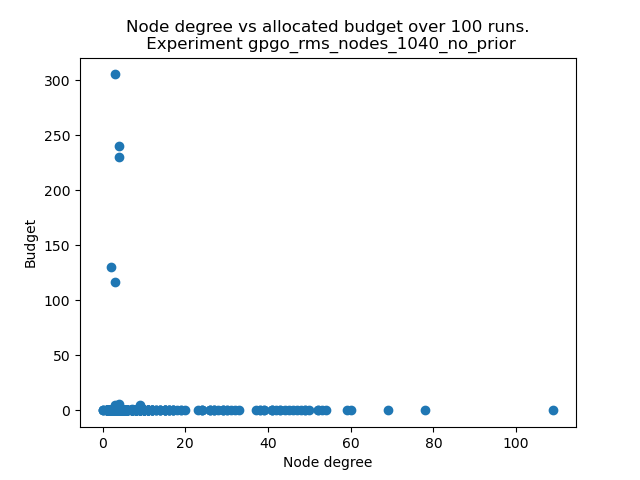 Node degree vs allocated budget over 100 runs.
Experiment gpgo_rms_nodes_1040_no_prior
300
250
200
150
100
50
0
Budget
0 20 40 60 80 100
Node degree